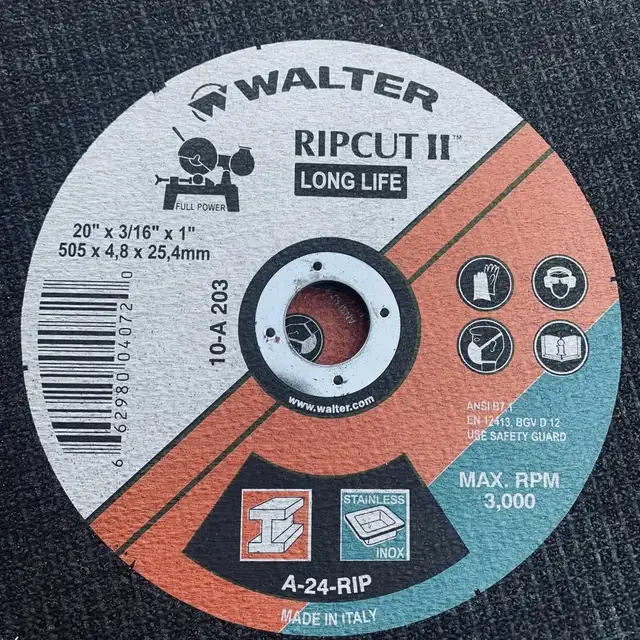 WALTER
RIPCUT II™
LONG LIFE
FULL POWER
20" x 3/16" x 1"
505 x 4,8 x 25,4mm
10-A 203
6 62980 04072 0
www.walter.com
ANSI B7.1
EN 12413, BGV D 12
USE SAFETY GUARD
MAX. RPM
3,000
STAINLESS
INOX
A-24-RIP
MADE IN ITALY